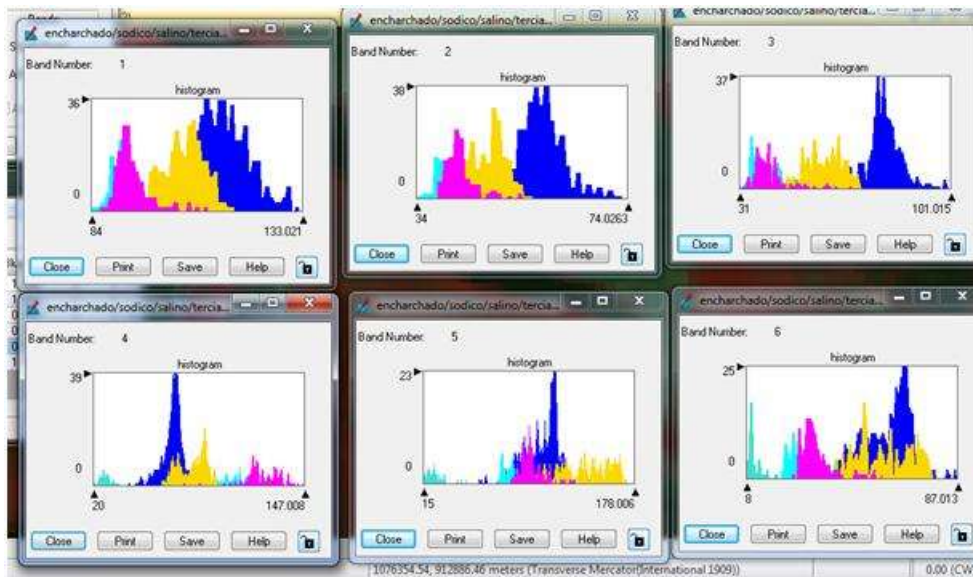 encharchado/sodico/salino/tercia...
Band Number: 1
histogram
36
0
84 133.021
Close Print Save Help
encharchado/sodico/salino/tercia...
Band Number: 2
histogram
38
0
34 74.0263
Close Print Save Help
encharchado/sodico/salino/tercia...
Band Number: 3
histogram
37
0
31 101.015
Close Print Save Help
encharchado/sodico/salino/tercia...
Band Number: 4
histogram
39
0
20 147.008
Close Print Save Help
encharchado/sodico/salino/tercia...
Band Number: 5
histogram
23
0
15 178.006
Close Print Save Help
encharchado/sodico/salino/tercia...
Band Number: 6
histogram
25
0
8 87.013
Close Print Save Help
1076354.54, 912886.46 meters (Transverse Mercator(International 1909)) 0.00 (CW